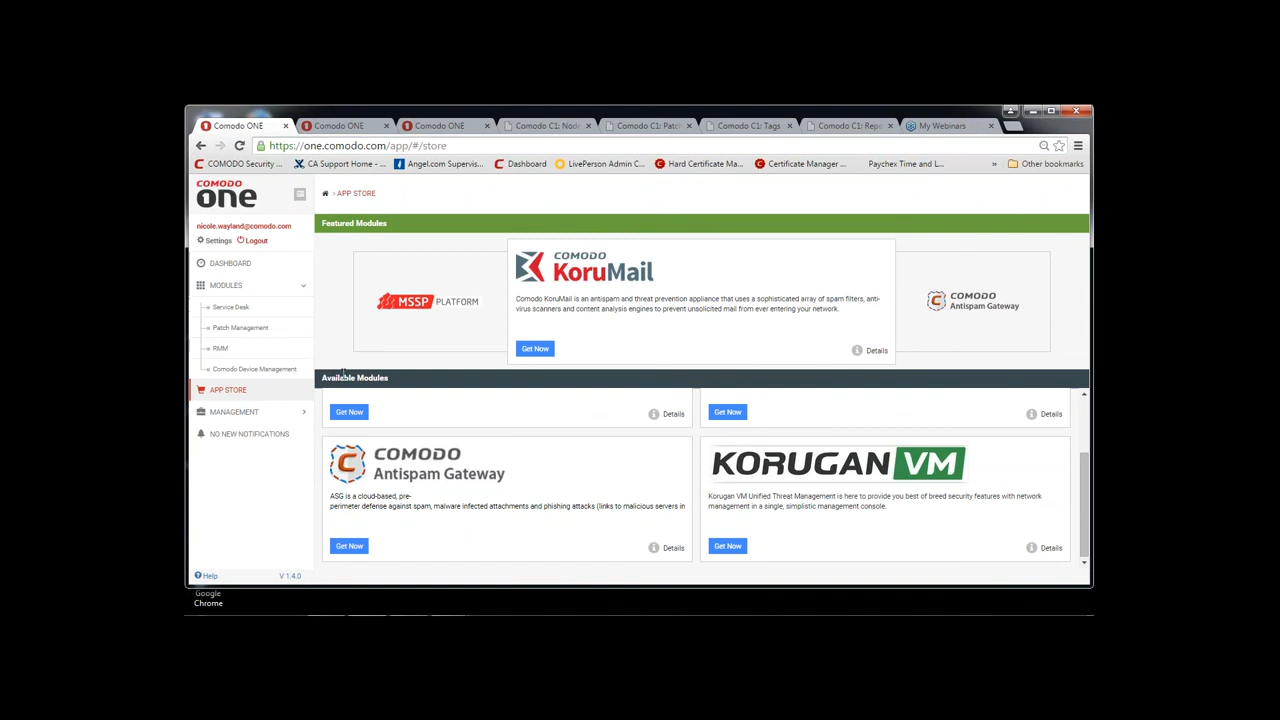 Comodo ONE
Comodo ONE
Comodo ONE
Comodo C1: Node
Comodo C1: Patc
Comodo C1: Tags
Comodo C1: Repo
My Webinars
https://one.comodo.com/app/#/store
COMODO Security ...
CA Support Home - ...
Angel.com Supervis...
Dashboard
LivePerson Admin C...
Hard Certificate Ma...
Certificate Manager ...
Paychex Time and L...
»
Other bookmarks
COMODO
one
nicole.wayland@comodo.com
Settings
Logout
DASHBOARD
MODULES
Service Desk
Patch Management
RMM
Comodo Device Management
APP STORE
MANAGEMENT
NO NEW NOTIFICATIONS
Help
V 1.4.0
> APP STORE
Featured Modules
MSSP PLATFORM
COMODO
KoruMail
Comodo KoruMail is an antispam and threat prevention appliance that uses a sophisticated array of spam filters, anti-
virus scanners and content analysis engines to prevent unsolicited mail from ever entering your network.
Get Now
Details
COMODO
Antispam Gateway
Available Modules
Get Now
Details
Get Now
Details
COMODO
Antispam Gateway
ASG is a cloud-based, pre-
perimeter defense against spam, malware infected attachments and phishing attacks (links to malicious servers in
Get Now
Details
KORUGAN VM
Korugan VM Unified Threat Management is here to provide you best of breed security features with network
management in a single, simplistic management console.
Get Now
Details
Google
Chrome